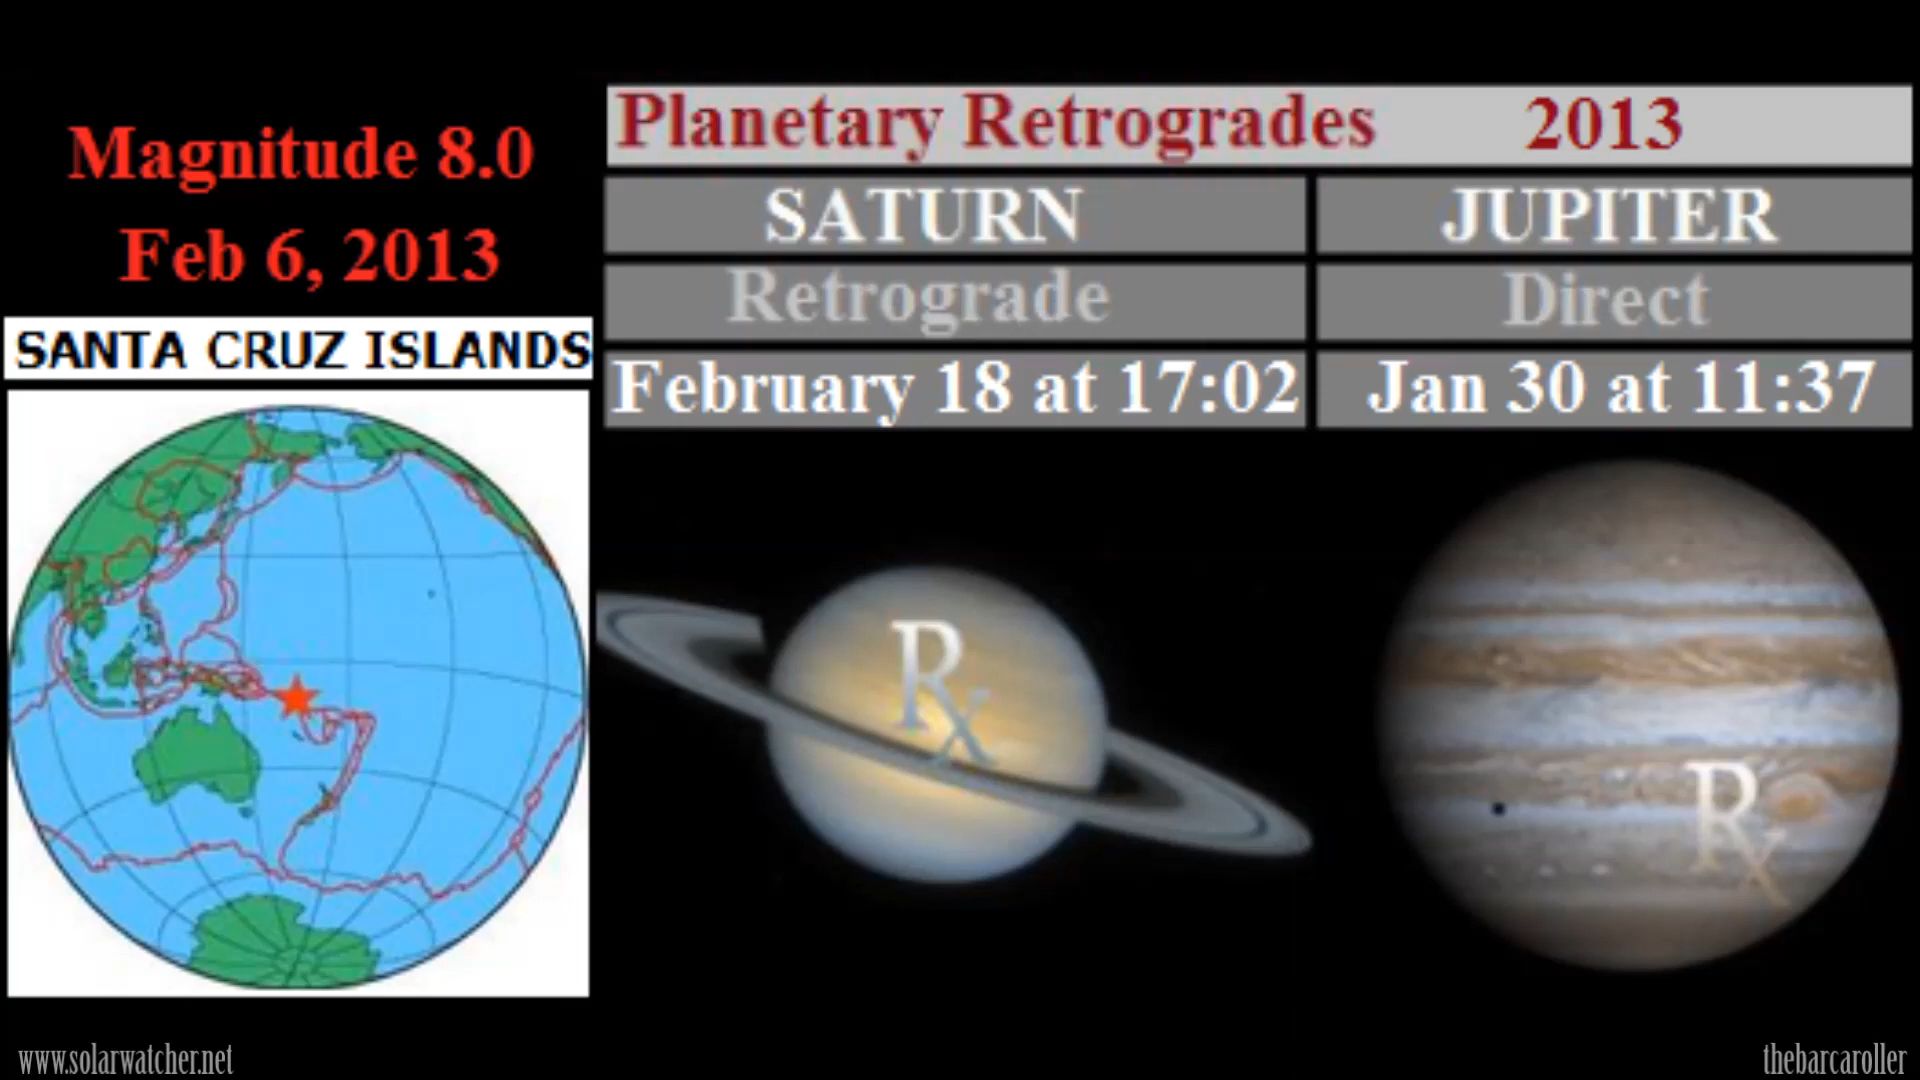 Magnitude 8.0
Feb 6, 2013
SANTA CRUZ ISLANDS
Planetary Retrogrades 2013
SATURN JUPITER
Retrograde Direct
February 18 at 17:02 Jan 30 at 11:37
Rx
Rx
www.solarwatcher.net
thebarcaroller